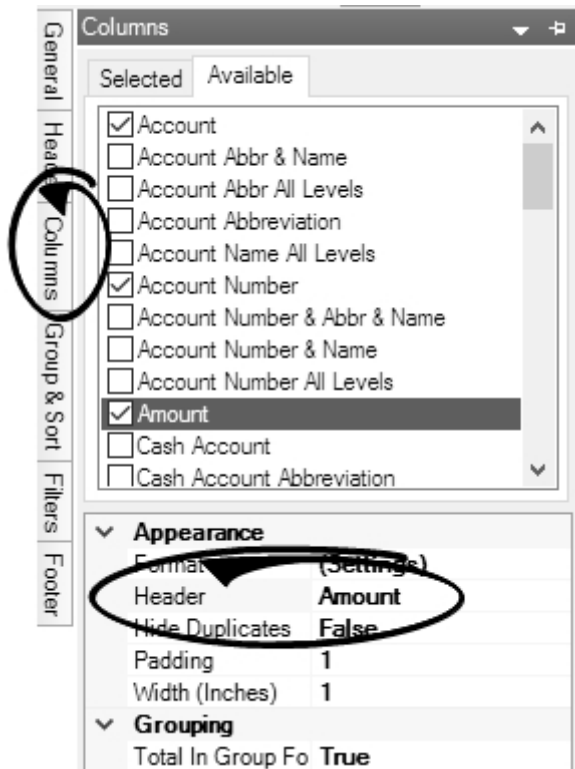 Columns
Selected Available
Account
Account Abbr & Name
Account Abbr All Levels
Account Abbreviation
Account Name All Levels
Account Number
Account Number & Abbr & Name
Account Number & Name
Account Number All Levels
Amount
Cash Account
Cash Account Abbreviation
General
Header
Columns
Group & Sort
Filters
Footer
Appearance
Format (Settings)
Header Amount
Hide Duplicates False
Padding 1
Width (Inches) 1
Grouping
Total In Group Fo True